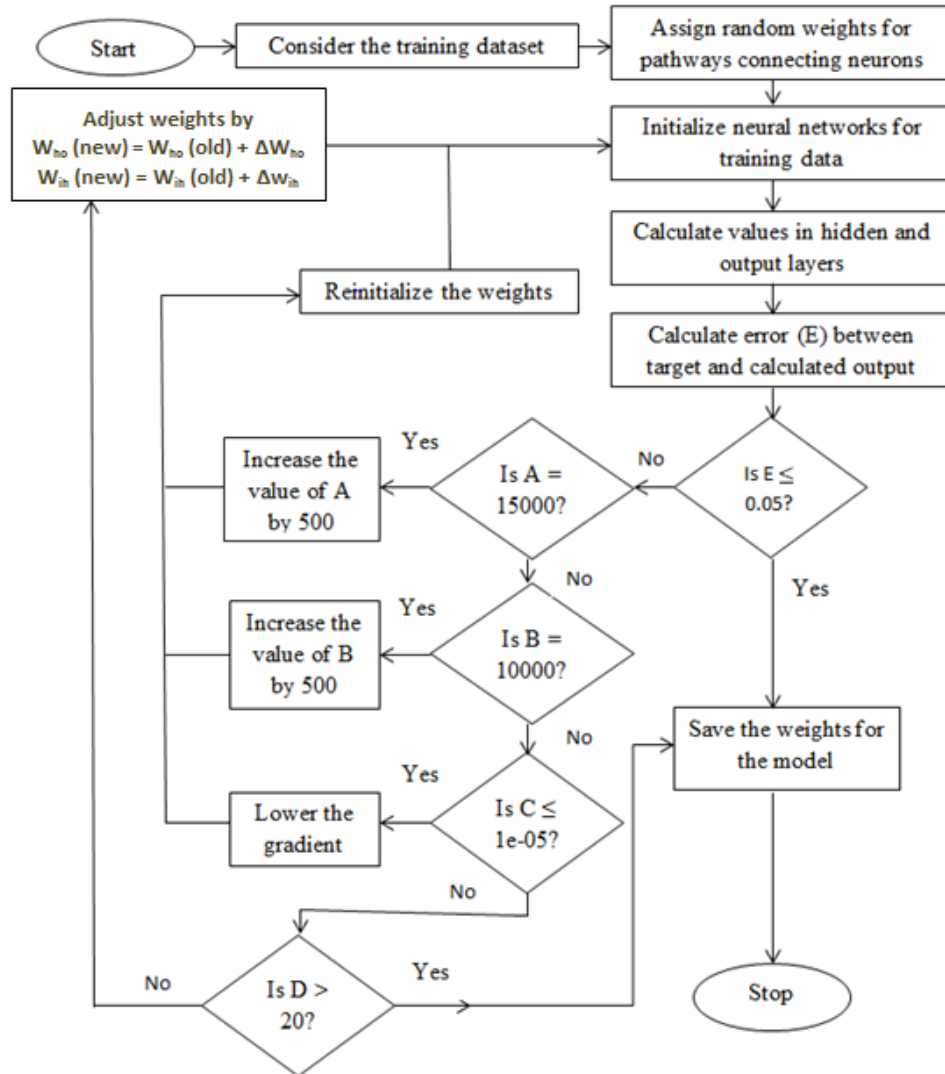 Start
Consider the training dataset
Assign random weights for
pathways connecting neurons
Adjust weights by
Wₕₒ (new) = Wₕₒ (old) + ΔWₕₒ
Wᵢₕ (new) = Wᵢₕ (old) + Δwᵢₕ
Initialize neural networks for
training data
Calculate values in hidden and
output layers
Reinitialize the weights
Calculate error (E) between
target and calculated output
Is E ≤
0.05?
No
Yes
Is A =
15000?
Yes
Increase the
value of A
by 500
No
Is B =
10000?
Yes
Increase the
value of B
by 500
No
Is C ≤
1e-05?
Yes
Lower the
gradient
No
Is D >
20?
No
Yes
Save the weights for
the model
Stop